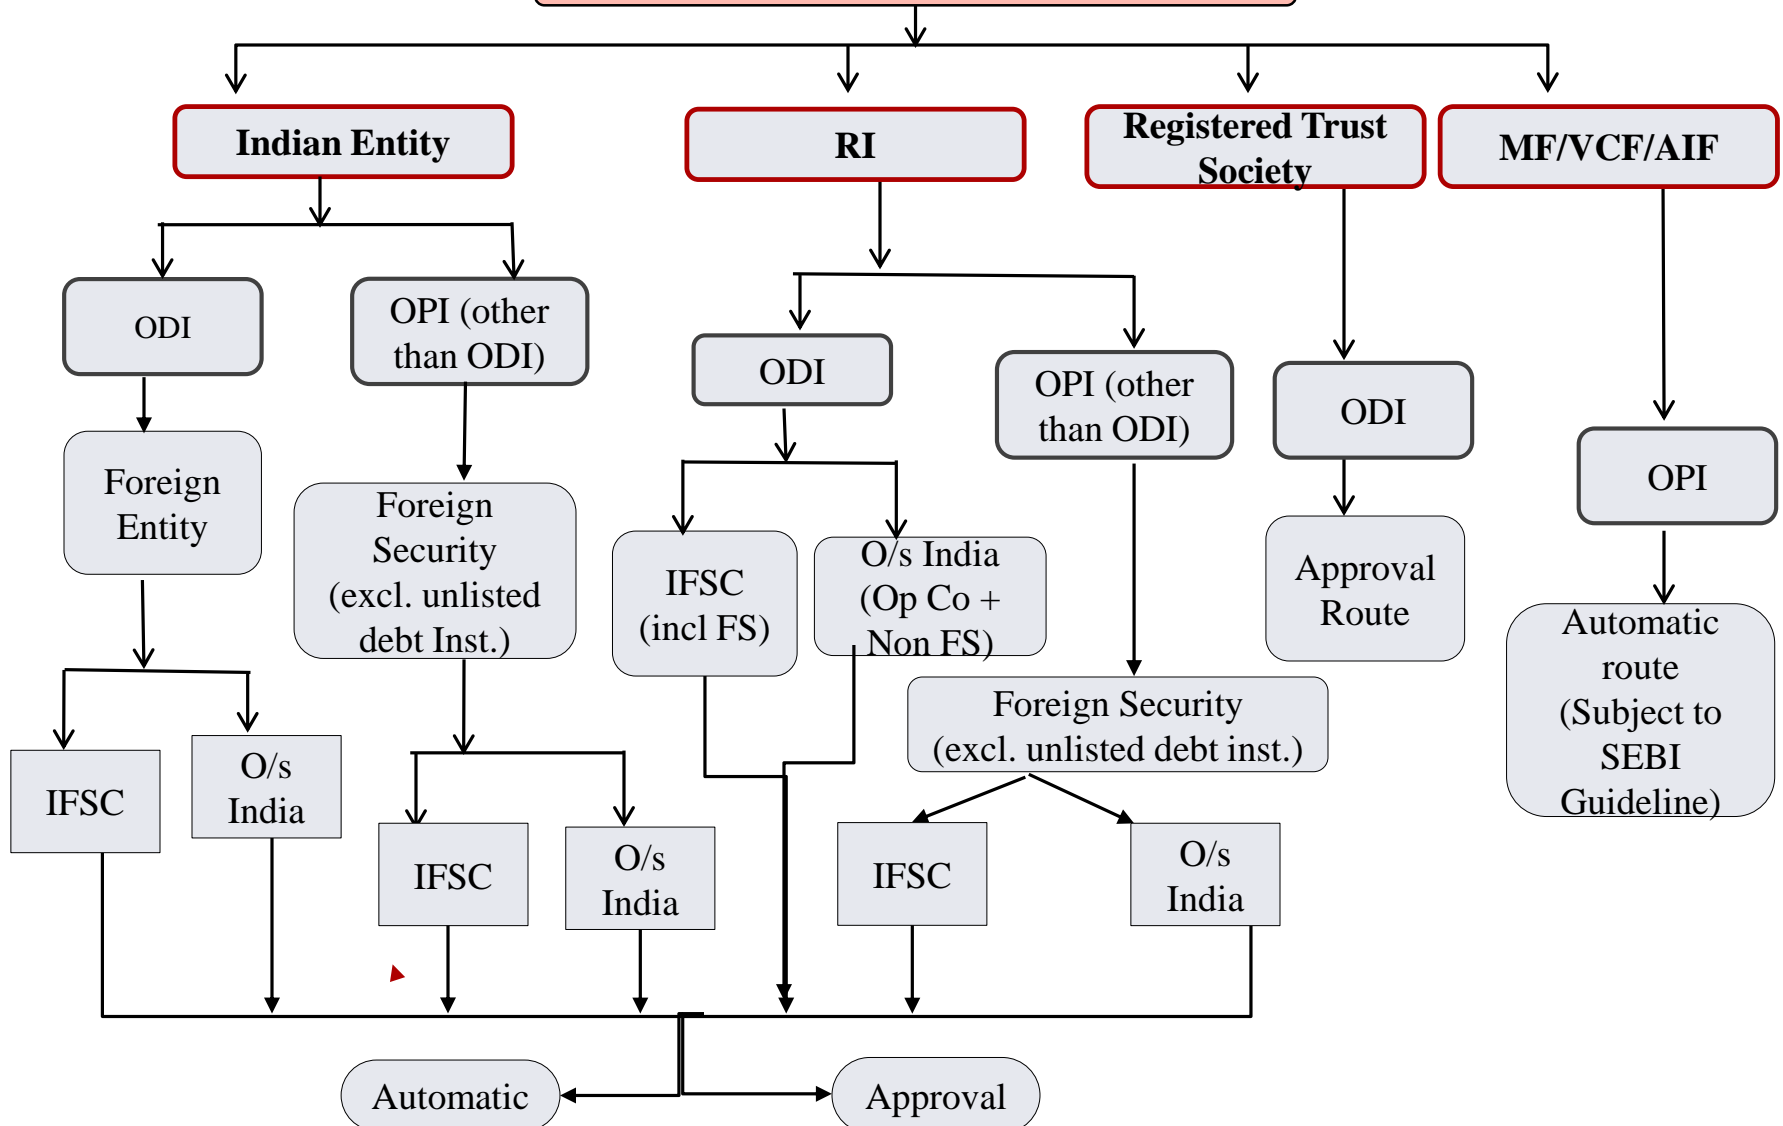 Indian Entity
RI
Registered Trust
Society
MF/VCF/AIF
ODI
OPI (other
than ODI)
ODI
OPI (other
than ODI)
ODI
OPI
Foreign
Entity
Foreign
Security
(excl. unlisted
debt Inst.)
IFSC
(incl FS)
O/s India
(Op Co +
Non FS)
Approval
Route
Automatic
route
(Subject to
SEBI
Guideline)
Foreign Security
(excl. unlisted debt inst.)
IFSC
O/s
India
IFSC
O/s
India
IFSC
O/s
India
Automatic
Approval